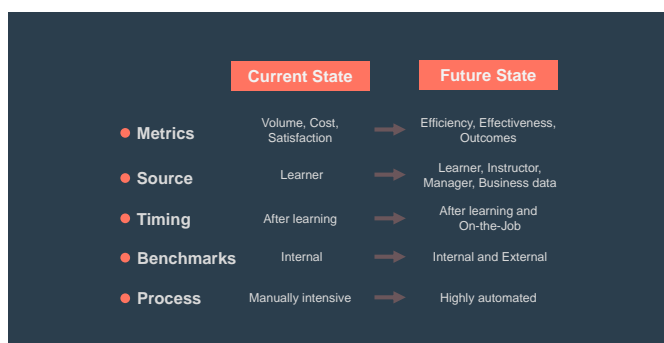 Current State
Future State
Metrics
Volume, Cost,
Satisfaction
Efficiency, Effectiveness,
Outcomes
Source
Learner
Learner, Instructor,
Manager, Business data
Timing
After learning
After learning and
On-the-Job
Benchmarks
Internal
Internal and External
Process
Manually intensive
Highly automated